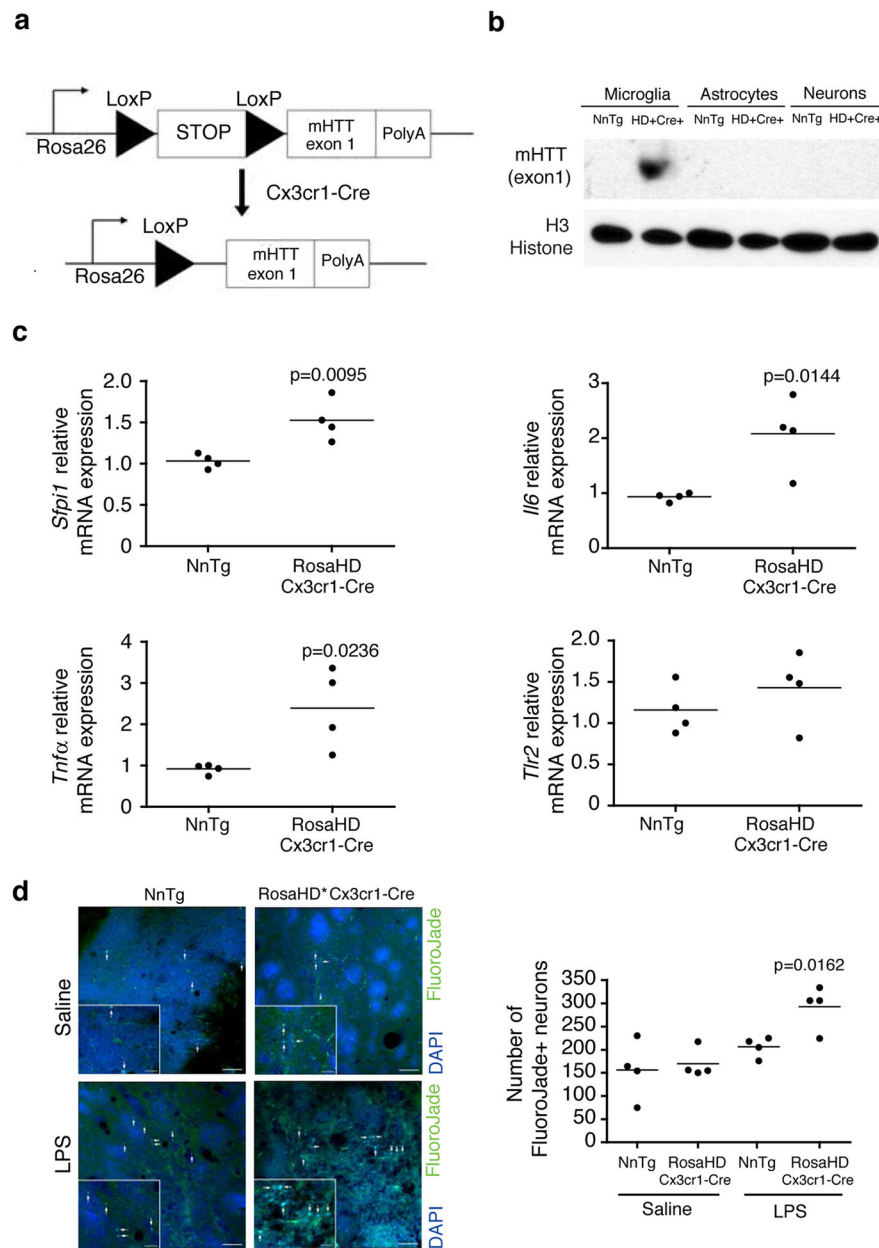 a
LoxP
LoxP
STOP
mHTT
exon 1
PolyA
Rosa26
Cx3cr1-Cre
LoxP
mHTT
exon 1
PolyA
Rosa26
b
Microglia Astrocytes Neurons
NnTg HD+Cre+ NnTg HD+Cre+ NnTg HD+Cre+
mHTT
(exon1)
H3
Histone
c
Sfpi1 relative
mRNA expression
2.0
1.5
1.0
0.5
0
p=0.0095
NnTg
RosaHD
Cx3cr1-Cre
Il6 relative
mRNA expression
3
2
1
0
p=0.0144
NnTg
RosaHD
Cx3cr1-Cre
Tnfα relative
mRNA expression
4
3
2
1
0
p=0.0236
NnTg
RosaHD
Cx3cr1-Cre
Tlr2 relative
mRNA expression
2.0
1.5
1.0
0.5
0.0
NnTg
RosaHD
Cx3cr1-Cre
d
NnTg
RosaHD*Cx3cr1-Cre
Saline
DAPI FluoroJade
LPS
DAPI FluoroJade
Number of
FluoroJade+ neurons
350
300
250
200
150
100
50
0
p=0.0162
NnTg
RosaHD
Cx3cr1-Cre
NnTg
RosaHD
Cx3cr1-Cre
Saline
LPS